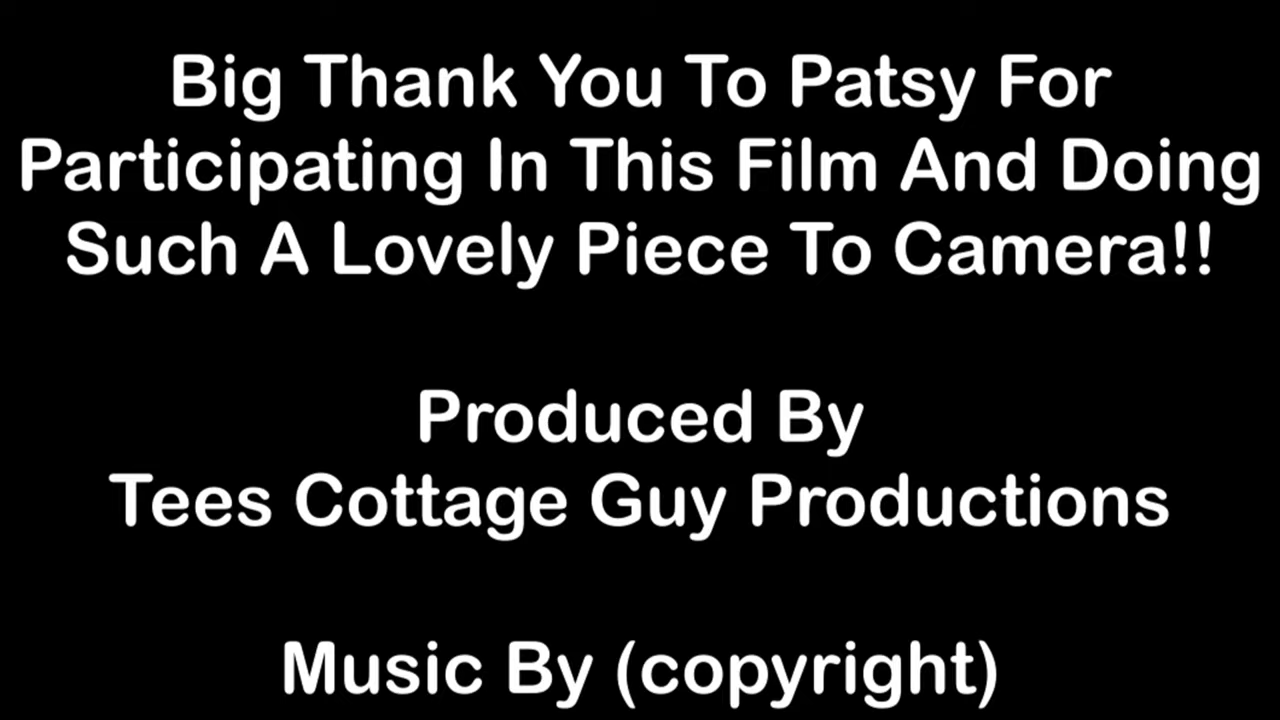 Big Thank You To Patsy For
Participating In This Film And Doing
Such A Lovely Piece To Camera!!
Produced By
Tees Cottage Guy Productions
Music By (copyright)